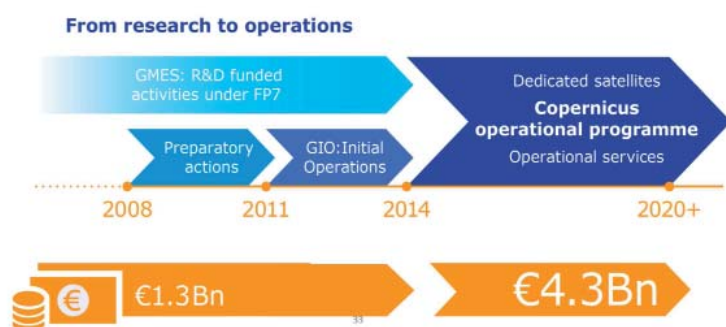 From research to operations
GMES: R&D funded
activities under FP7
Dedicated satellites
Copernicus
operational programme
Operational services
Preparatory
actions
GIO:Initial
Operations
2008
2011
2014
2020+
€
€1.3Bn
€4.3Bn
33